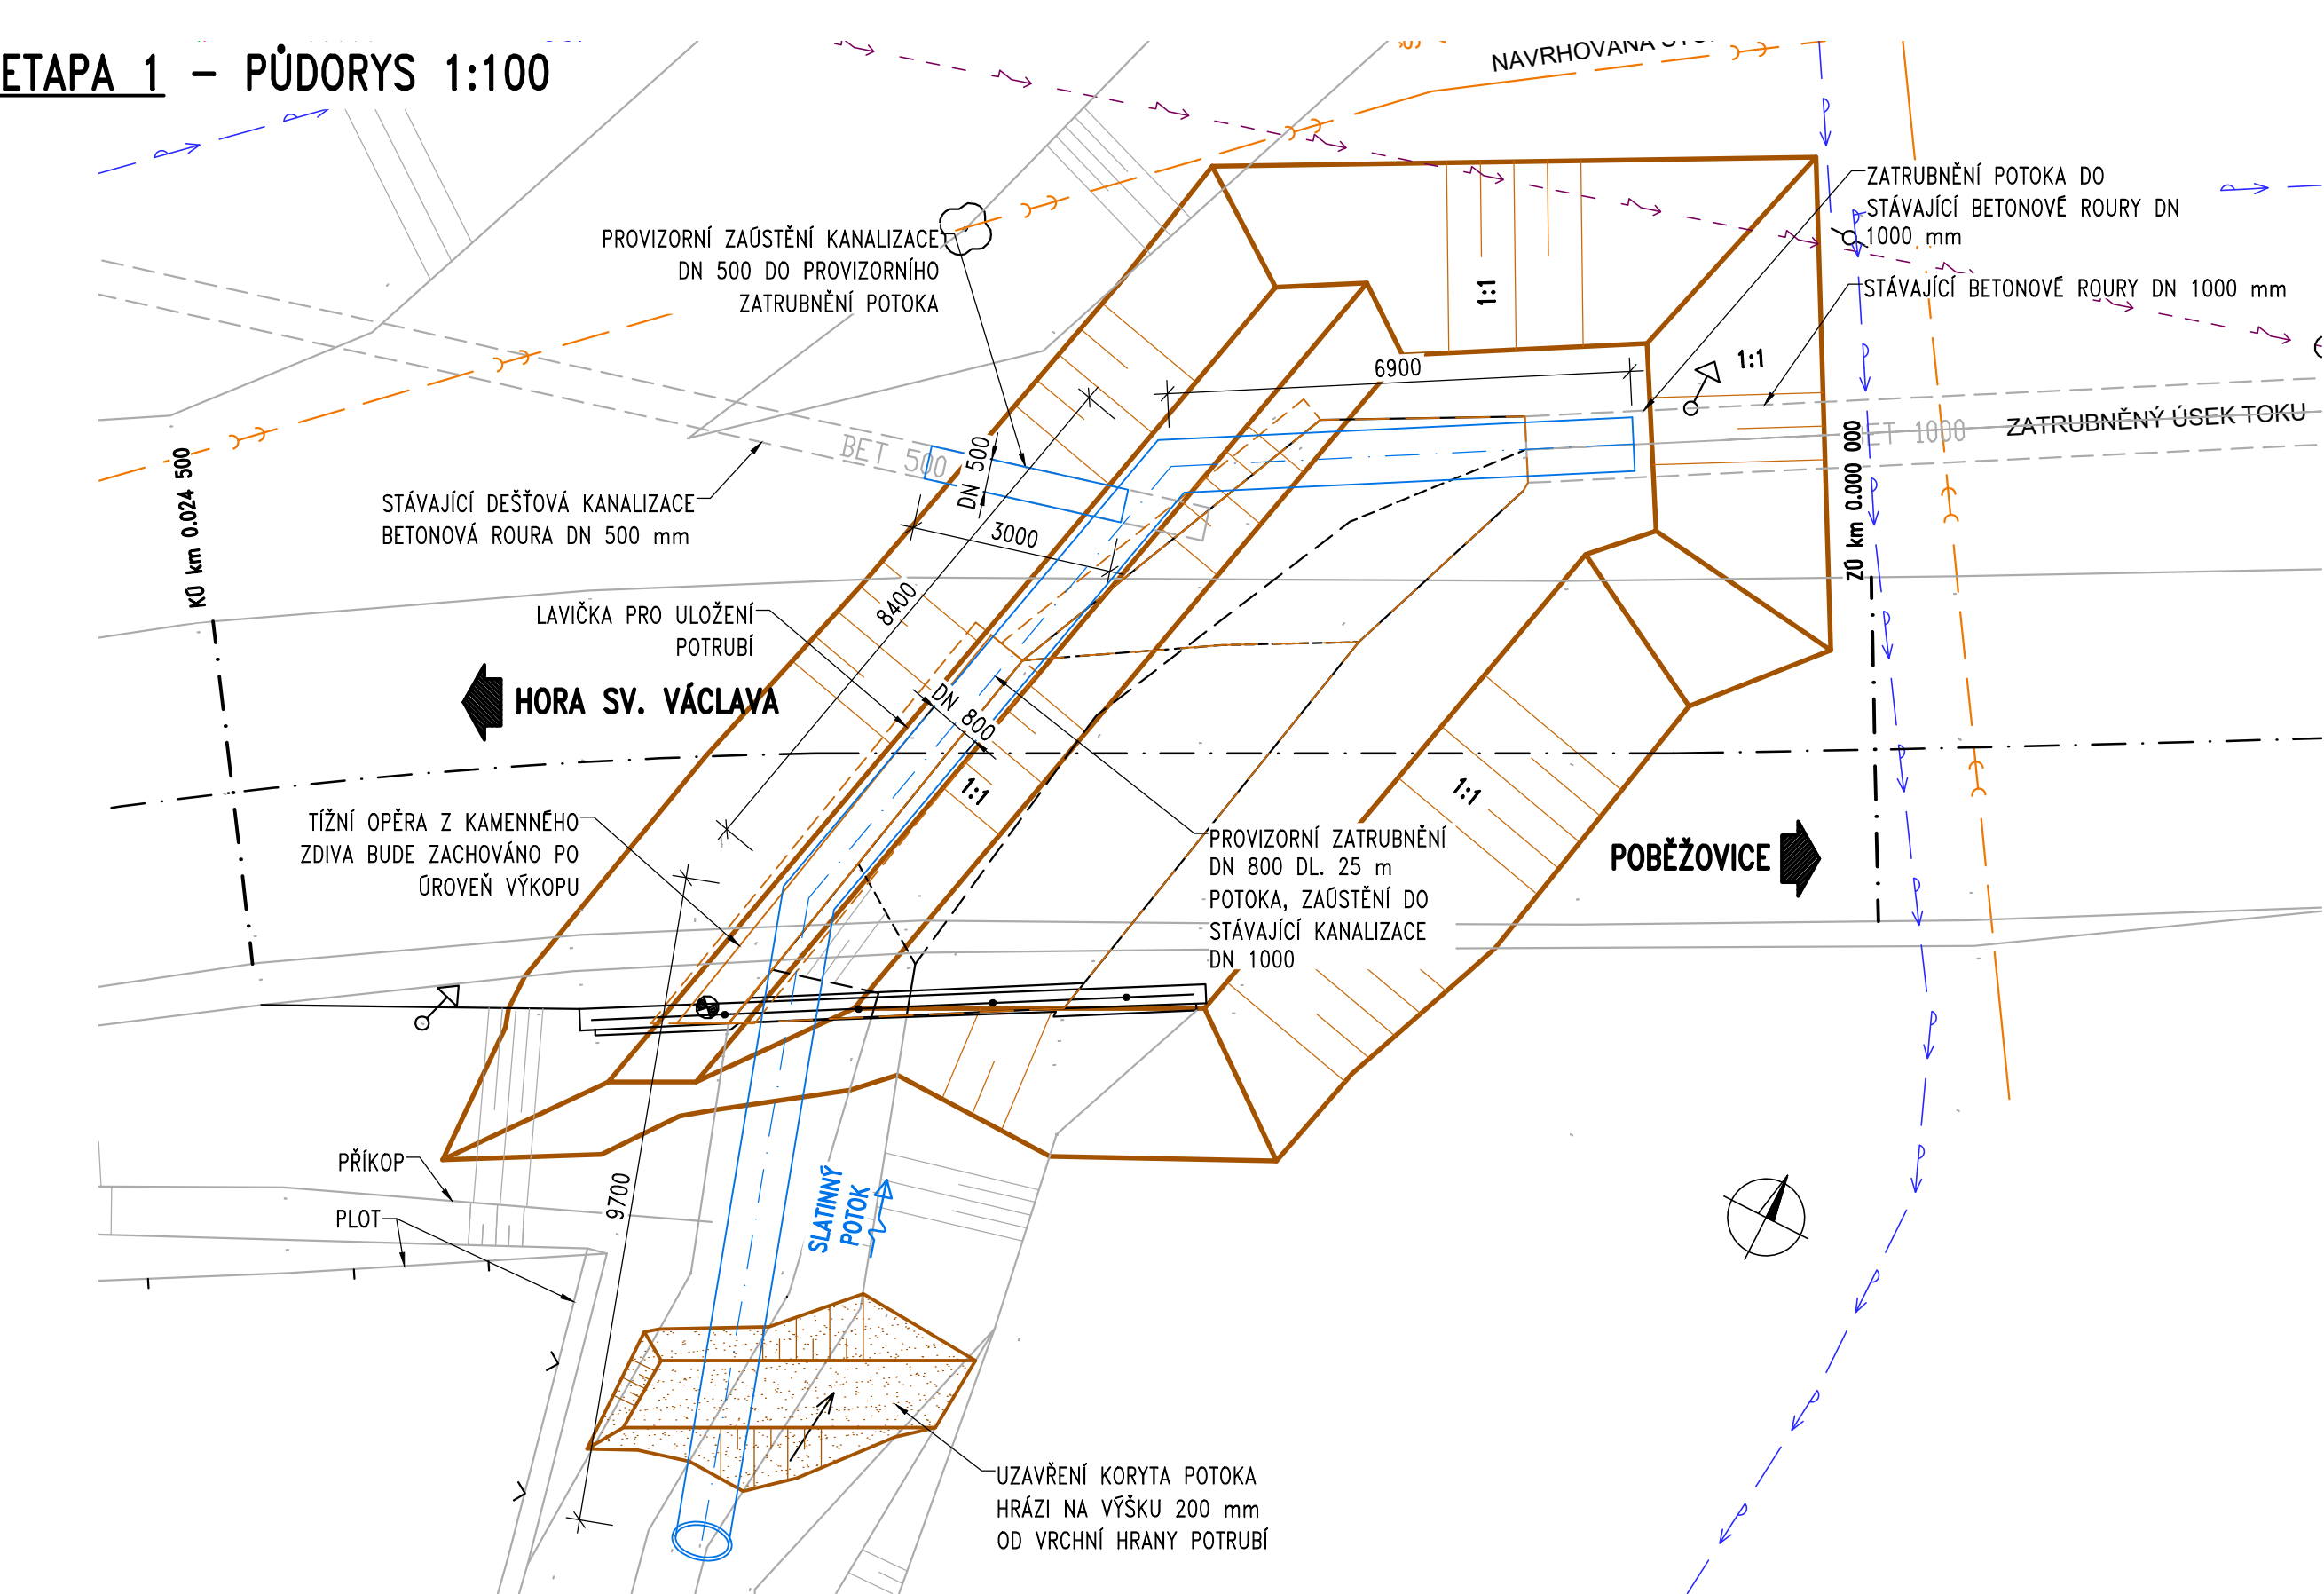 ETAPA 1 – PŮDORYS 1:100
ZATRUBNĚNÍ POTOKA DO
STÁVAJÍCÍ BETONOVÉ ROURY DN
1000 mm
PROVIZORNÍ ZAÚSTĚNÍ KANALIZACE
DN 500 DO PROVIZORNÍHO
ZATRUBNĚNÍ POTOKA
STÁVAJÍCÍ BETONOVÉ ROURY DN 1000 mm
1:1
1:1
6900
BET 500
DN 500
ZATRUBNĚNÝ ÚSEK TOKU
KÚ km 0.024 500
ZÚ km 0.000 000
STÁVAJÍCÍ DEŠŤOVÁ KANALIZACE
BETONOVÁ ROURA DN 500 mm
3000
8400
LAVIČKA PRO ULOŽENÍ
POTRUBÍ
HORA SV. VÁCLAVA
DN 800
1:1
1:1
TÍŽNÍ OPĚRA Z KAMENNÉHO
ZDIVA BUDE ZACHOVÁNO PO
ÚROVEŇ VÝKOPU
PROVIZORNÍ ZATRUBNĚNÍ
DN 800 DL. 25 m
POTOKA, ZAÚSTĚNÍ DO
STÁVAJÍCÍ KANALIZACE
DN 1000
POBĚŽOVICE
PŘÍKOP
9700
PLOT
SLATINNÝ
POTOK
UZAVŘENÍ KORYTA POTOKA
HRÁZI NA VÝŠKU 200 mm
OD VRCHNÍ HRANY POTRUBÍ